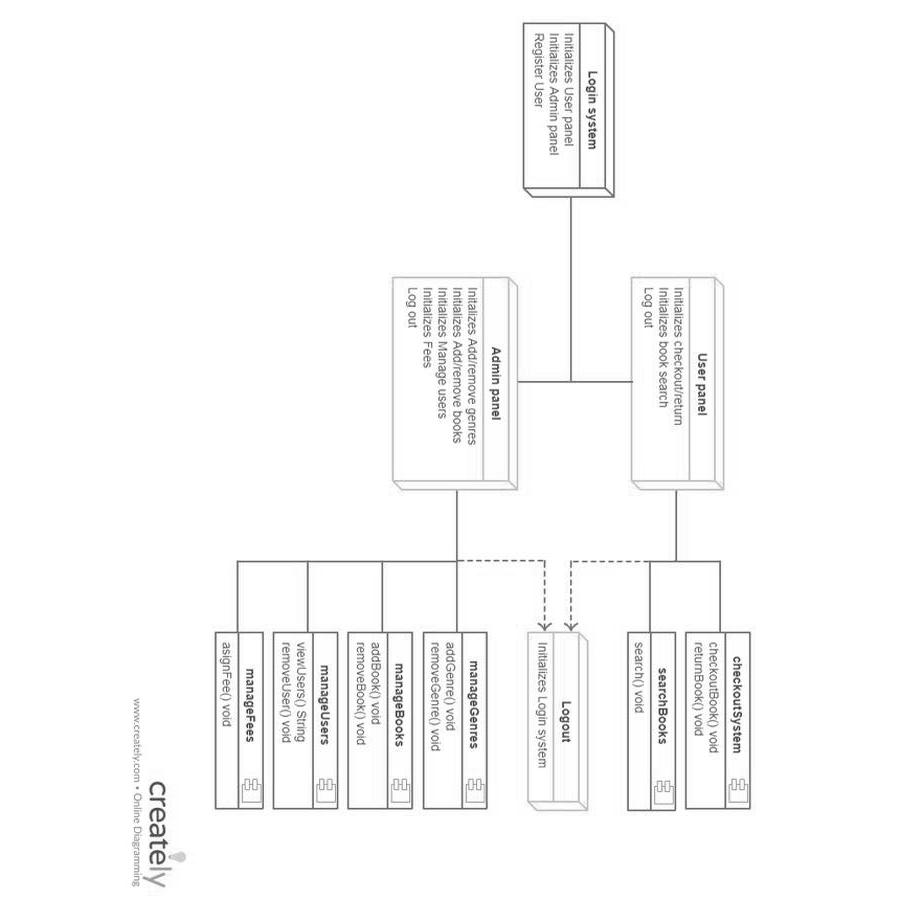 Login system
Initializes User panel
Initializes Admin panel
Register User
User panel
Initializes checkout/return
Initializes book search
Log out
Admin panel
Initalizes Add/remove genres
Initializes Add/remove books
Initializes Manage users
Initializes Fees
Log out
checkoutSystem
checkoutBook() void
returnBook() void
searchBooks
search() void
Logout
Initializes Login system
manageGenres
addGenre() void
removeGenre() void
manageBooks
addBook() void
removeBook() void
manageUsers
viewUsers() String
removeUser() void
manageFees
asignFee() void
creately
www.creately.com • Online Diagramming